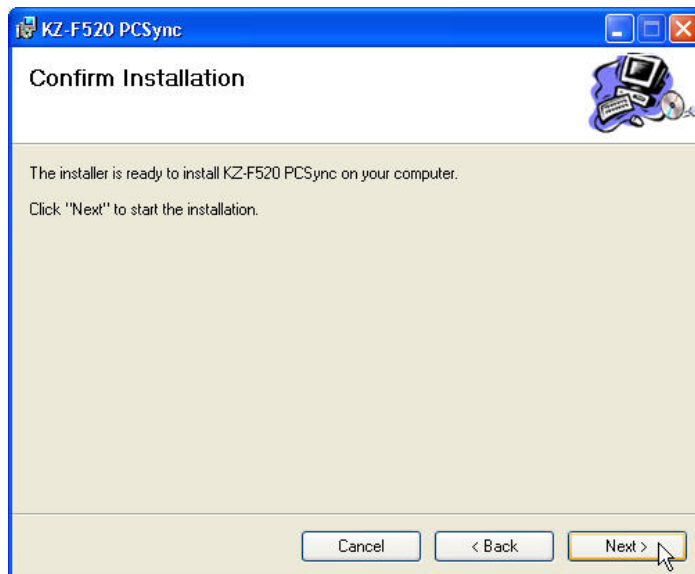 KZ-F520 PCSync
Confirm Installation
The installer is ready to install KZ-F520 PCSync on your computer.
Click "Next" to start the installation.
Cancel
< Back
Next >